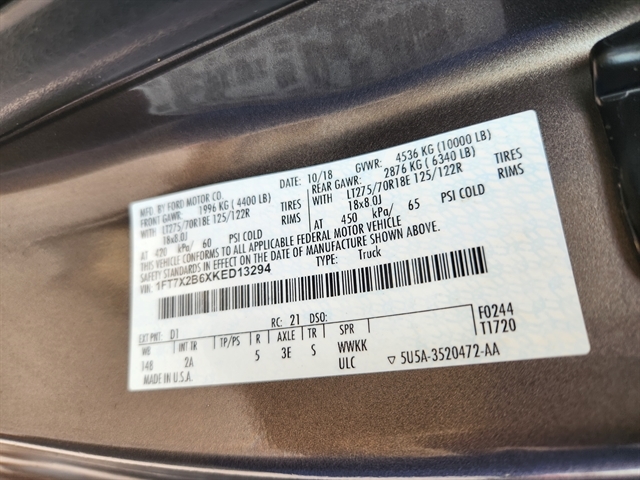 MFD. BY FORD MOTOR CO. DATE: 10/18 GVWR: 4536 KG (10000 LB)
FRONT GAWR: 1996 KG ( 4400 LB) REAR GAWR: 2876 KG ( 6340 LB)
WITH LT275/70R18E 125/122R TIRES WITH LT275/70R18E 125/122R TIRES
18x8.0J RIMS 18x8.0J RIMS
AT 420 kPa/ 60 PSI COLD AT 450 kPa/ 65 PSI COLD
THIS VEHICLE CONFORMS TO ALL APPLICABLE FEDERAL MOTOR VEHICLE
SAFETY STANDARDS IN EFFECT ON THE DATE OF MANUFACTURE SHOWN ABOVE.
VIN: 1FT7X2B6XKED13294 TYPE: Truck
EXT PNT: D1 RC: 21 DSO: F0244
WB INT TR TP/PS R AXLE TR SPR T1720
148 2A 5 3E S WWKK
ULC ▽ 5U5A-3520472-AA
MADE IN U.S.A.